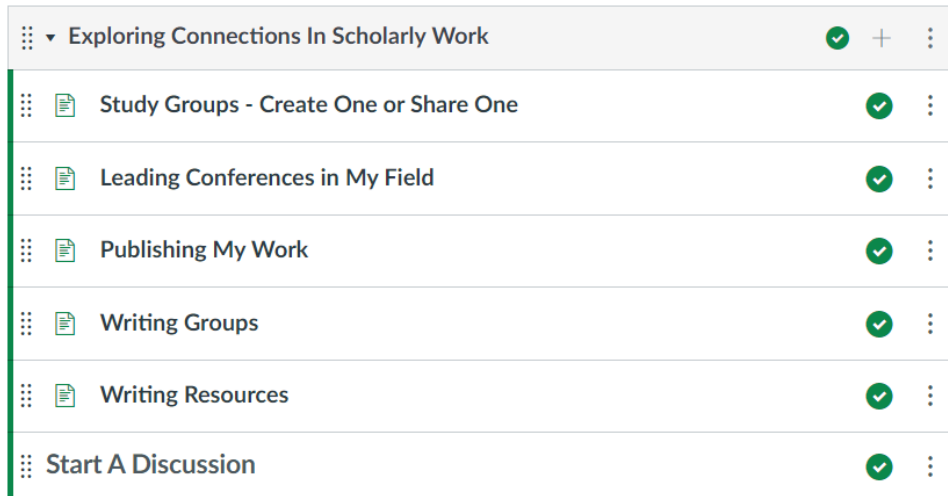 Exploring Connections In Scholarly Work
Study Groups - Create One or Share One
Leading Conferences in My Field
Publishing My Work
Writing Groups
Writing Resources
Start A Discussion